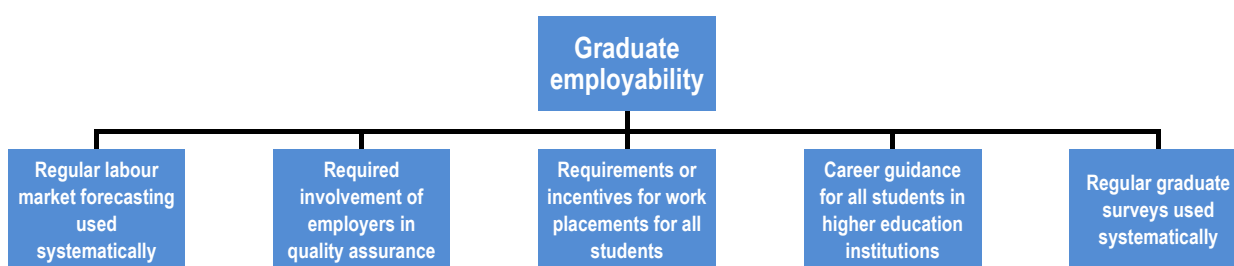 Graduate
employability
Regular labour
market forecasting
used
systematically
Required
involvement of
employers in
quality assurance
Requirements or
incentives for work
placements for all
students
Career guidance
for all students in
higher education
institutions
Regular graduate
surveys used
systematically